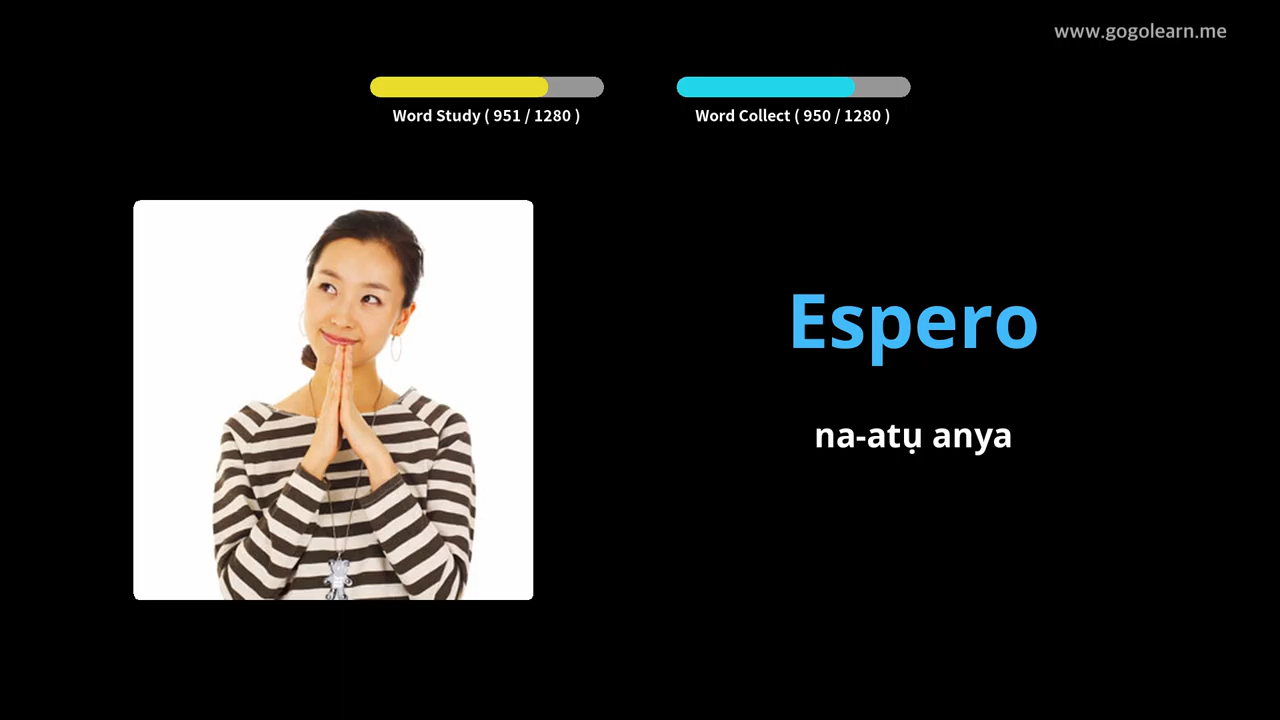 www.gogolearn.me
Word Study ( 951 / 1280 )
Word Collect ( 950 / 1280 )
Espero
na-atụ anya